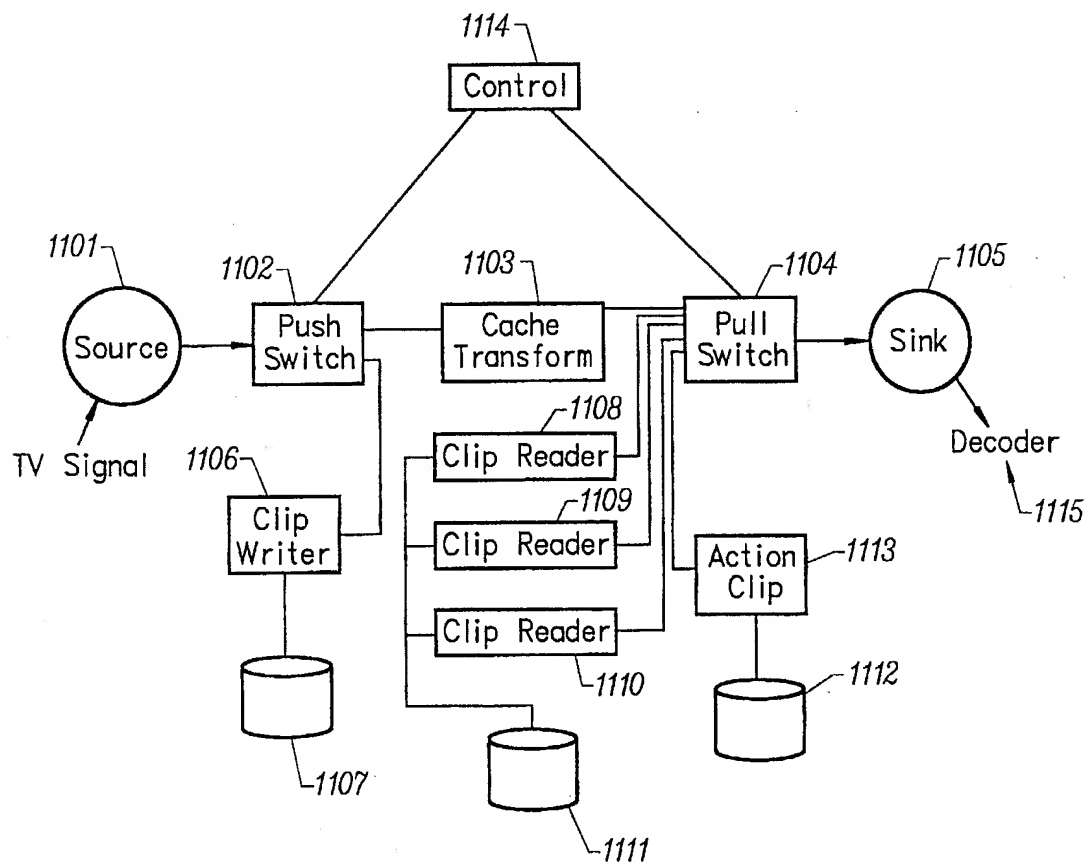 1114
Control
1101
1102
1103
1104
1105
Source
Push
Switch
Cache
Transform
Pull
Switch
Sink
TV Signal
1106
1108
Clip Reader
Decoder
1109
1115
Clip
Writer
Clip Reader
Action
Clip
1113
Clip Reader
1110
1112
1107
1111